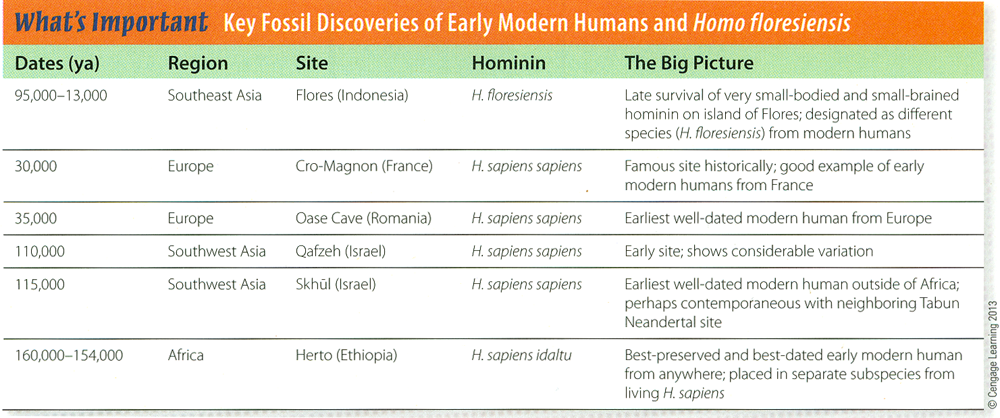 What's Important Key Fossil Discoveries of Early Modern Humans and Homo floresiensis
Dates (ya) Region Site Hominin The Big Picture
95,000–13,000 Southeast Asia Flores (Indonesia) H. floresiensis Late survival of very small-bodied and small-brained
hominin on island of Flores; designated as different
species (H. floresiensis) from modern humans
30,000 Europe Cro-Magnon (France) H. sapiens sapiens Famous site historically; good example of early
modern humans from France
35,000 Europe Oase Cave (Romania) H. sapiens sapiens Earliest well-dated modern human from Europe
110,000 Southwest Asia Qafzeh (Israel) H. sapiens sapiens Early site; shows considerable variation
115,000 Southwest Asia Skhūl (Israel) H. sapiens sapiens Earliest well-dated modern human outside of Africa;
perhaps contemporaneous with neighboring Tabun
Neandertal site
160,000–154,000 Africa Herto (Ethiopia) H. sapiens idaltu Best-preserved and best-dated early modern human
from anywhere; placed in separate subspecies from
living H. sapiens
© Cengage Learning 2013